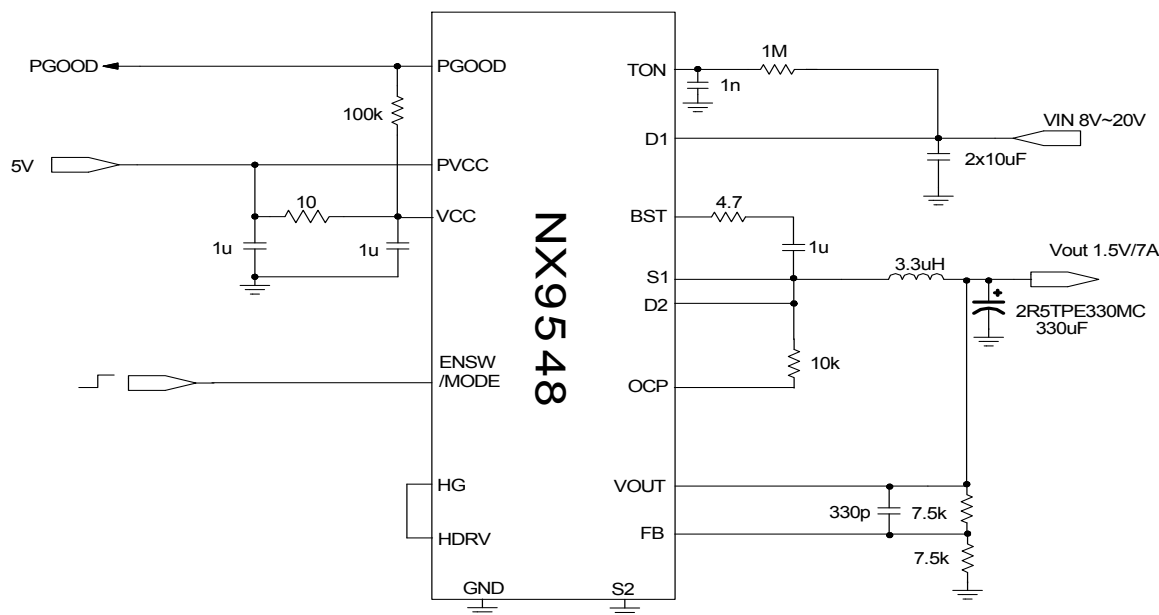 PGOOD
PGOOD
100k
5V
PVCC
10
VCC
1u
1u
ENSW
/MODE
HG
HDRV
GND
S2
NX9548
TON
1M
1n
D1
VIN 8V~20V
2x10uF
BST
4.7
1u
S1
3.3uH
Vout 1.5V/7A
D2
+
2R5TPE330MC
330uF
10k
OCP
VOUT
330p
7.5k
FB
7.5k